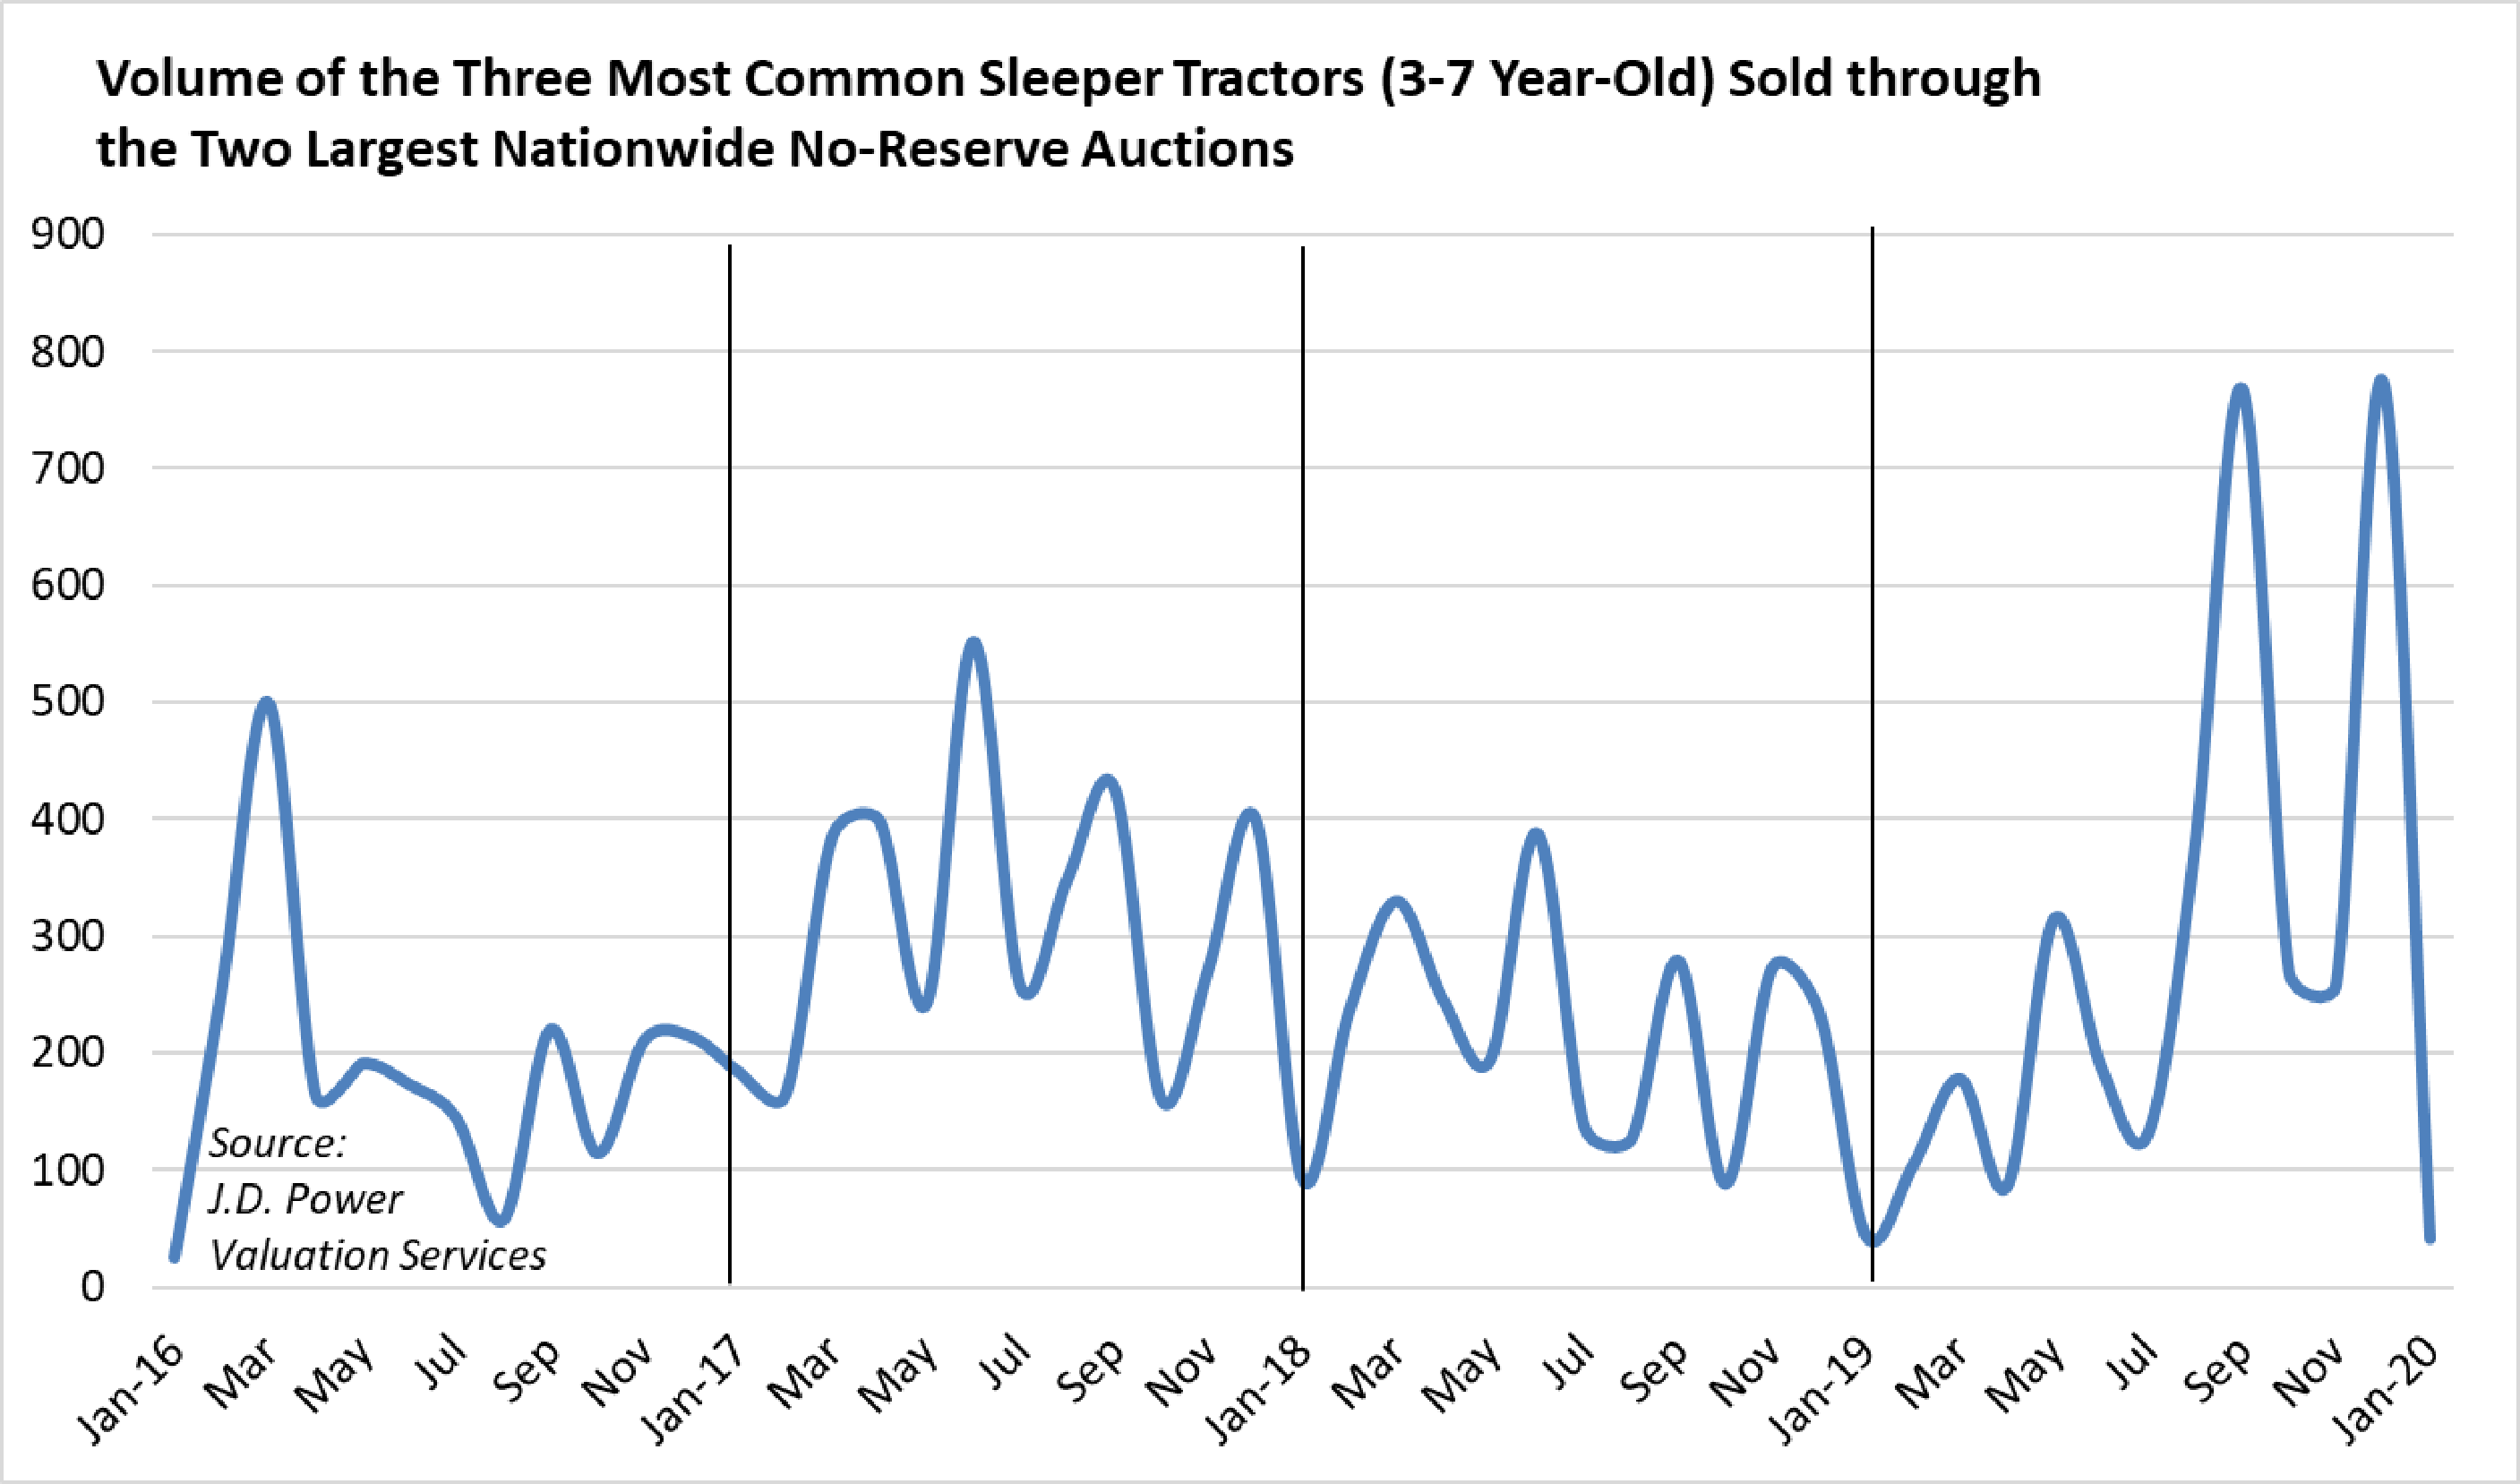 Volume of the Three Most Common Sleeper Tractors (3-7 Year-Old) Sold through
the Two Largest Nationwide No-Reserve Auctions
900
800
700
600
500
400
300
200
100
0
Source:
J.D. Power
Valuation Services
Jan-16
Mar
May
Jul
Sep
Nov
Jan-17
Mar
May
Jul
Sep
Nov
Jan-18
Mar
May
Jul
Sep
Nov
Jan-19
Mar
May
Jul
Sep
Nov
Jan-20